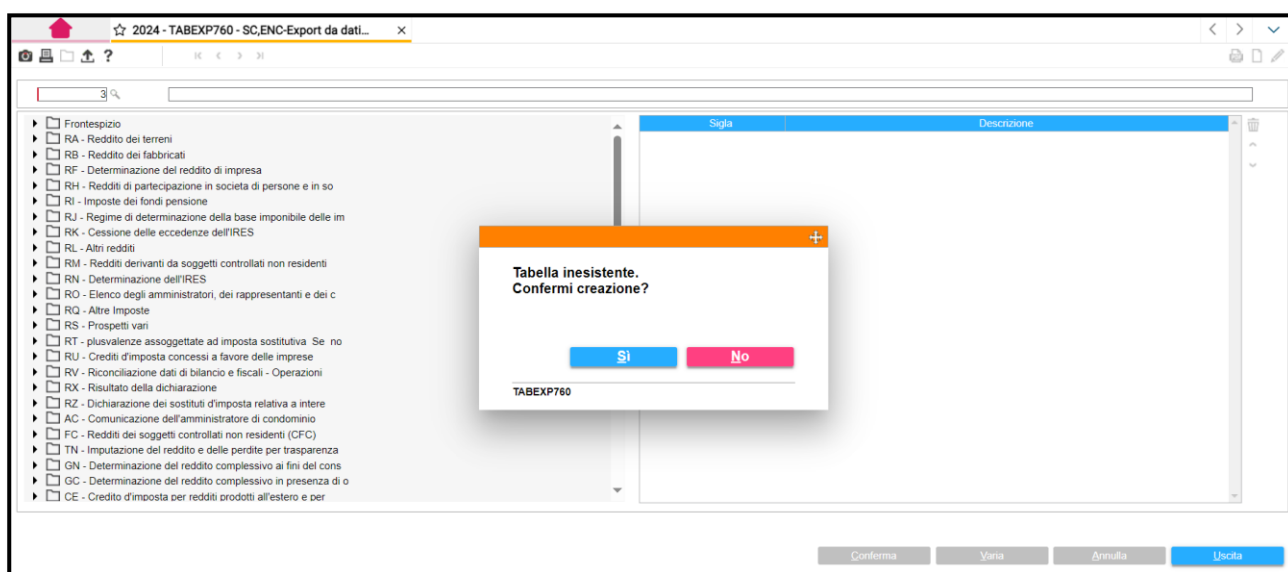 ☆ 2024 - TABEXP760 - SC,ENC-Export da dati... ×
?
3
Sigla Descrizione
Frontespizio
RA - Reddito dei terreni
RB - Reddito dei fabbricati
RF - Determinazione del reddito di impresa
RH - Redditi di partecipazione in societa di persone e in so
RI - Imposte dei fondi pensione
RJ - Regime di determinazione della base imponibile delle im
RK - Cessione delle eccedenze dell'IRES
RL - Altri redditi
RM - Redditi derivanti da soggetti controllati non residenti
RN - Determinazione dell'IRES
RO - Elenco degli amministratori, dei rappresentanti e dei c
RQ - Altre Imposte
RS - Prospetti vari
RT - plusvalenze assoggettate ad imposta sostitutiva Se no
RU - Crediti d'imposta concessi a favore delle imprese
RV - Riconciliazione dati di bilancio e fiscali - Operazioni
RX - Risultato della dichiarazione
RZ - Dichiarazione dei sostituti d'imposta relativa a intere
AC - Comunicazione dell'amministratore di condominio
FC - Redditi dei soggetti controllati non residenti (CFC)
TN - Imputazione del reddito e delle perdite per trasparenza
GN - Determinazione del reddito complessivo ai fini del cons
GC - Determinazione del reddito complessivo in presenza di o
CE - Credito d'imposta per redditi prodotti all'estero e per
Tabella inesistente.
Confermi creazione?
Sì No
TABEXP760
Conferma Varia Annulla Uscita